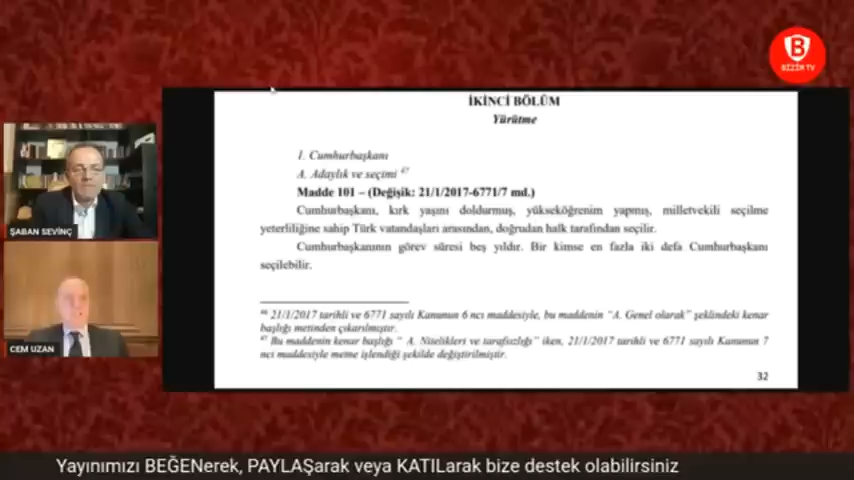 B
BİZİM TV
İKİNCİ BÖLÜM
Yürütme
I. Cumhurbaşkanı
A. Adaylık ve seçimi 47
Madde 101 – (Değişik: 21/1/2017-6771/7 md.)
Cumhurbaşkanı, kırk yaşını doldurmuş, yükseköğrenim yapmış, milletvekili seçilme
yeterliliğine sahip Türk vatandaşları arasından, doğrudan halk tarafından seçilir.
Cumhurbaşkanının görev süresi beş yıldır. Bir kimse en fazla iki defa Cumhurbaşkanı
seçilebilir.
46 21/1/2017 tarihli ve 6771 sayılı Kanunun 6 ncı maddesiyle, bu maddenin “A. Genel olarak” şeklindeki kenar
başlığı metinden çıkarılmıştır.
47 Bu maddenin kenar başlığı “ A. Nitelikleri ve tarafsızlığı” iken, 21/1/2017 tarihli ve 6771 sayılı Kanunun 7
nci maddesiyle metne işlendiği şekilde değiştirilmiştir.
32
ŞABAN SEVİNÇ
CEM UZAN
Yayınımızı BEĞENerek, PAYLAŞarak veya KATILarak bize destek olabilirsiniz